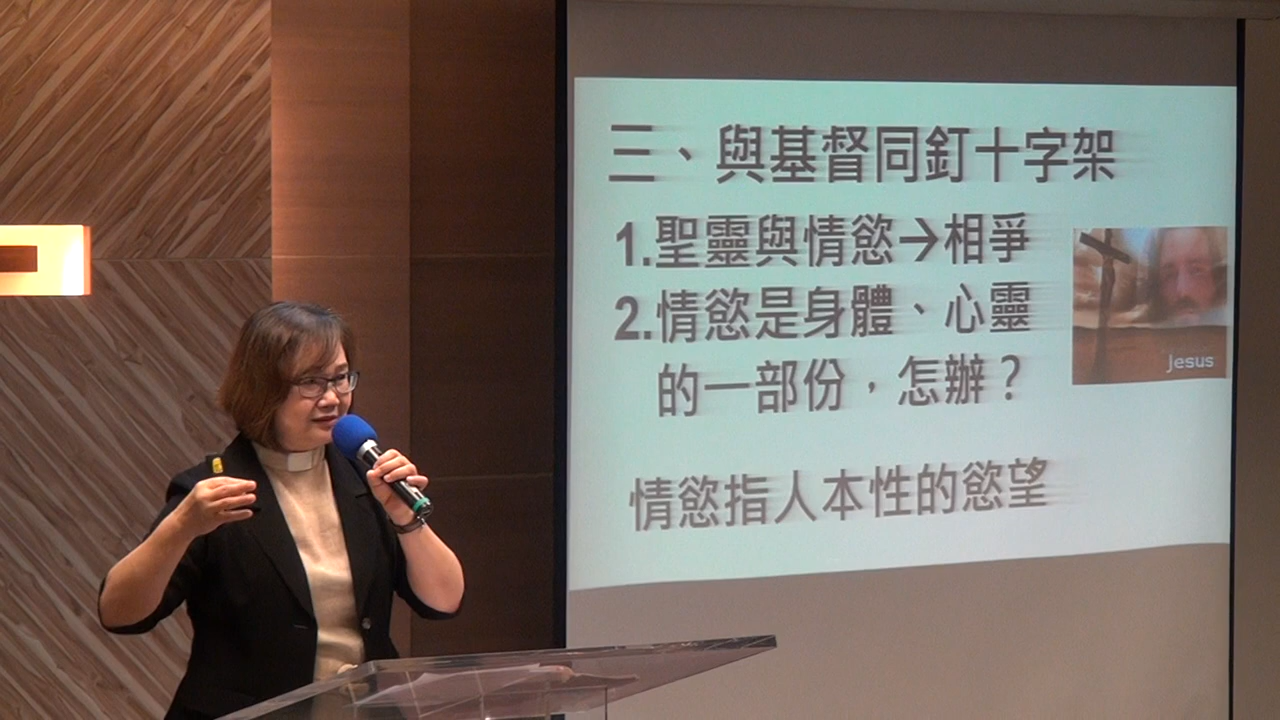 三、與基督同釘十字架
1.聖靈與情慾→相爭
2.情慾是身體、心靈
的一部份，怎辦？
Jesus
情慾指人本性的慾望